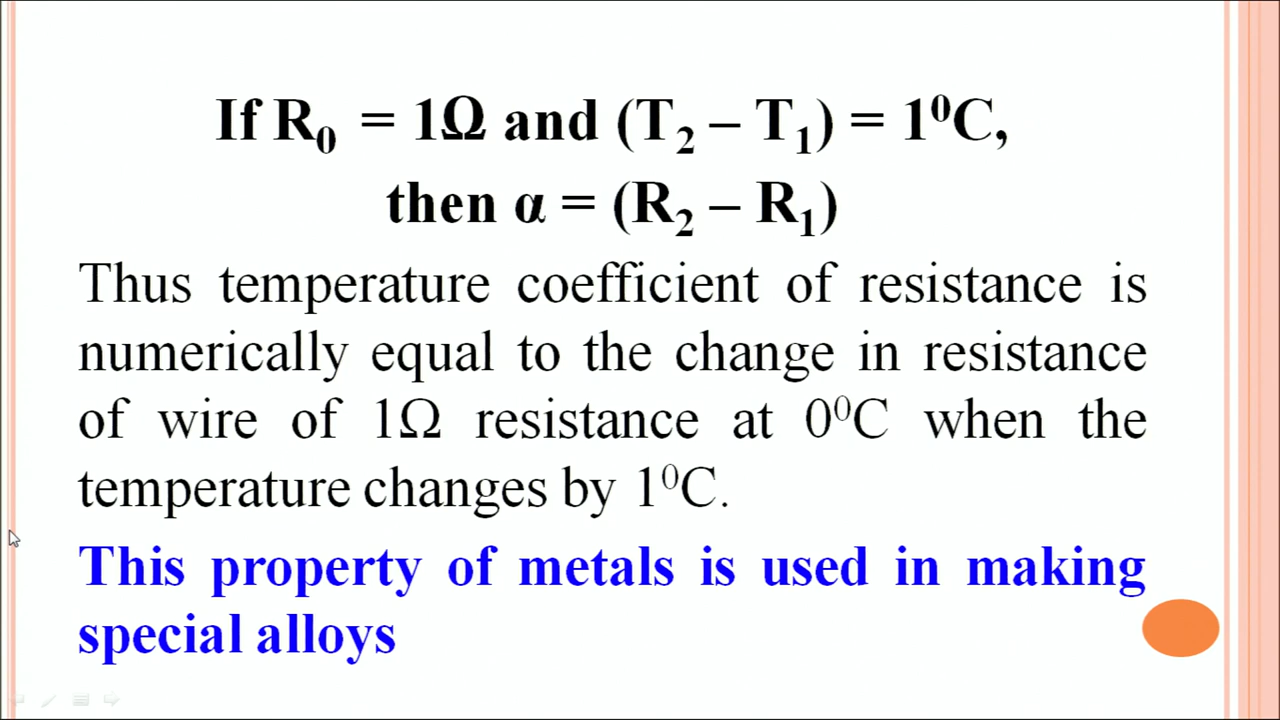 If R₀ = 1Ω and (T₂ – T₁) = 1⁰C,
then α = (R₂ – R₁)
Thus temperature coefficient of resistance is
numerically equal to the change in resistance
of wire of 1Ω resistance at 0⁰C when the
temperature changes by 1⁰C.
This property of metals is used in making
special alloys